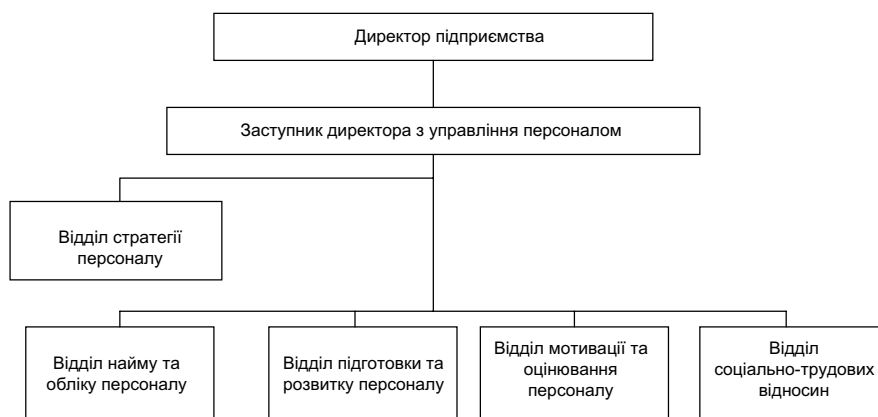 Директор підприємства
Заступник директора з управління персоналом
Відділ стратегії
персоналу
Відділ найму та
обліку персоналу
Відділ підготовки та
розвитку персоналу
Відділ мотивації та
оцінювання
персоналу
Відділ
соціально-трудових
відносин